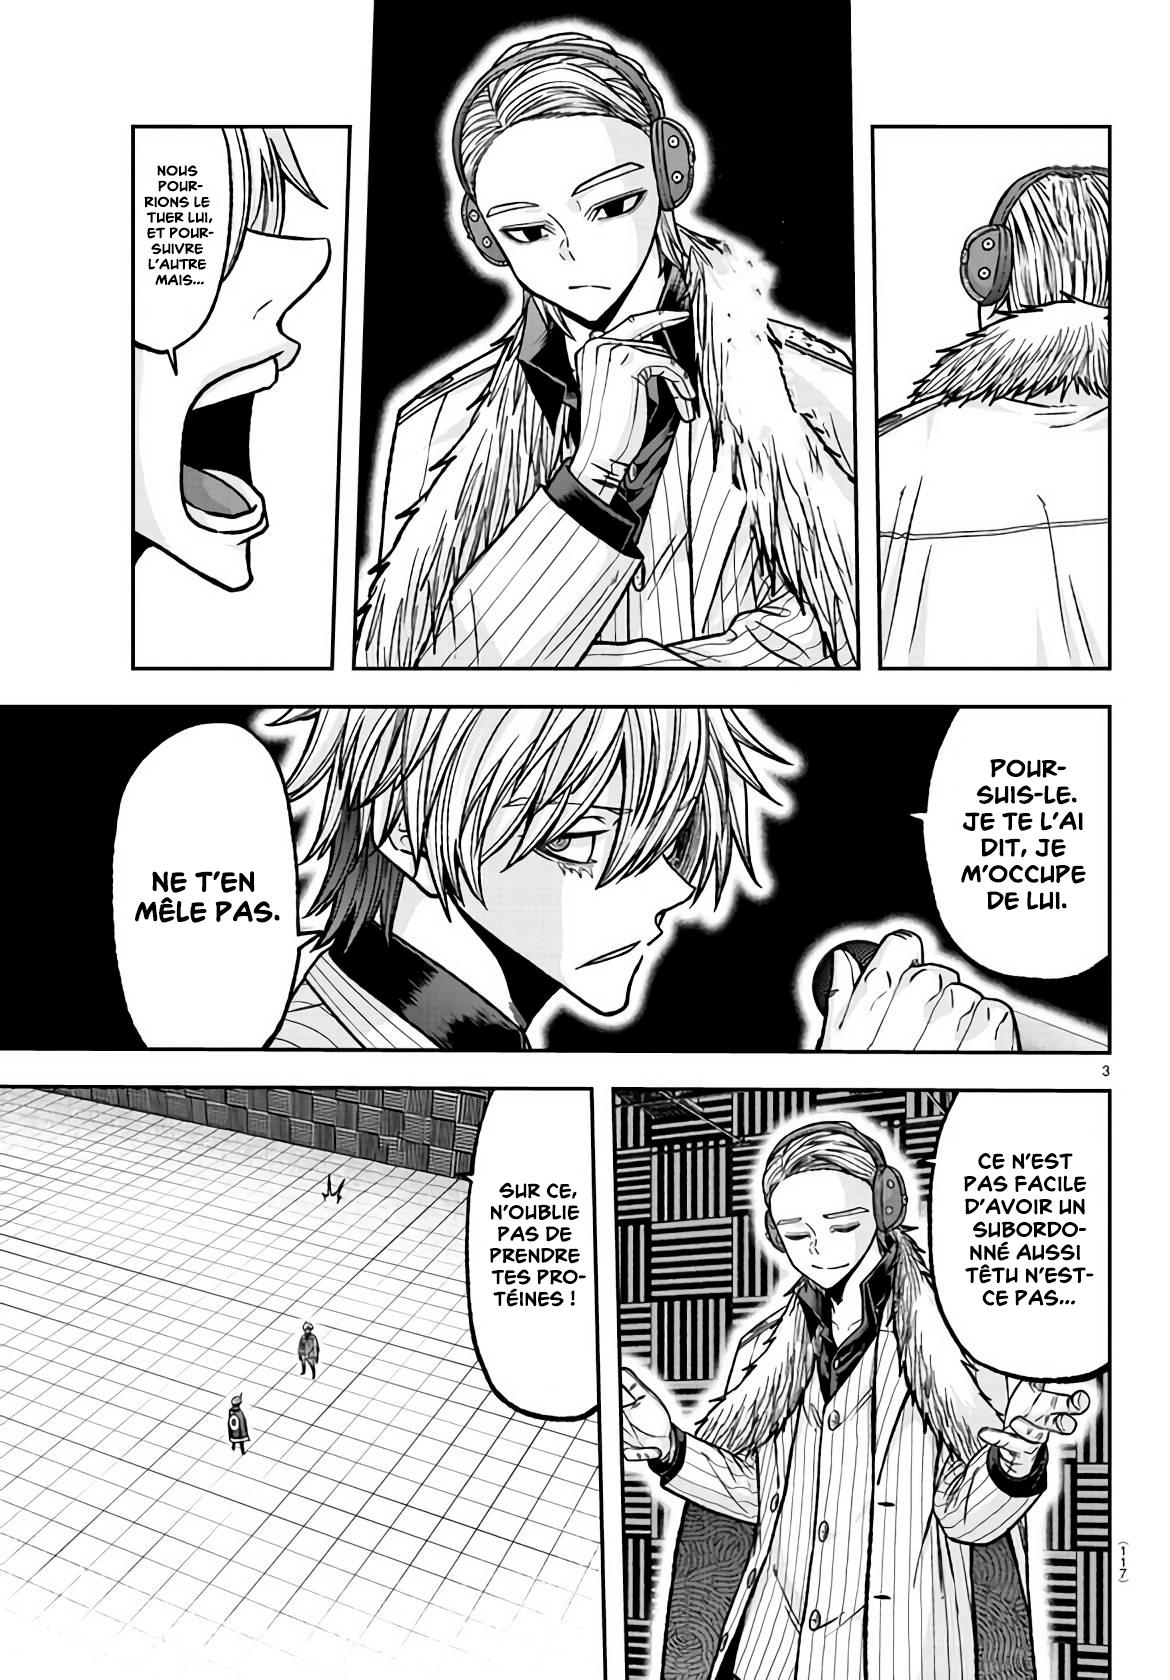 NOUS
POUR-
RIONS LE
TUER LUI,
ET POUR-
SUIVRE
L'AUTRE
MAIS...
POUR-
SUIS-LE.
JE TE L'AI
DIT, JE
M'OCCUPE
DE LUI.
NE T'EN
MÊLE PAS.
3
CE N'EST
PAS FACILE
D'AVOIR UN
SUBORDO-
NNÉ AUSSI
TÊTU N'EST-
CE PAS...
SUR CE,
N'OUBLIE
PAS DE
PRENDRE
TES PRO-
TÉINES !
(117)